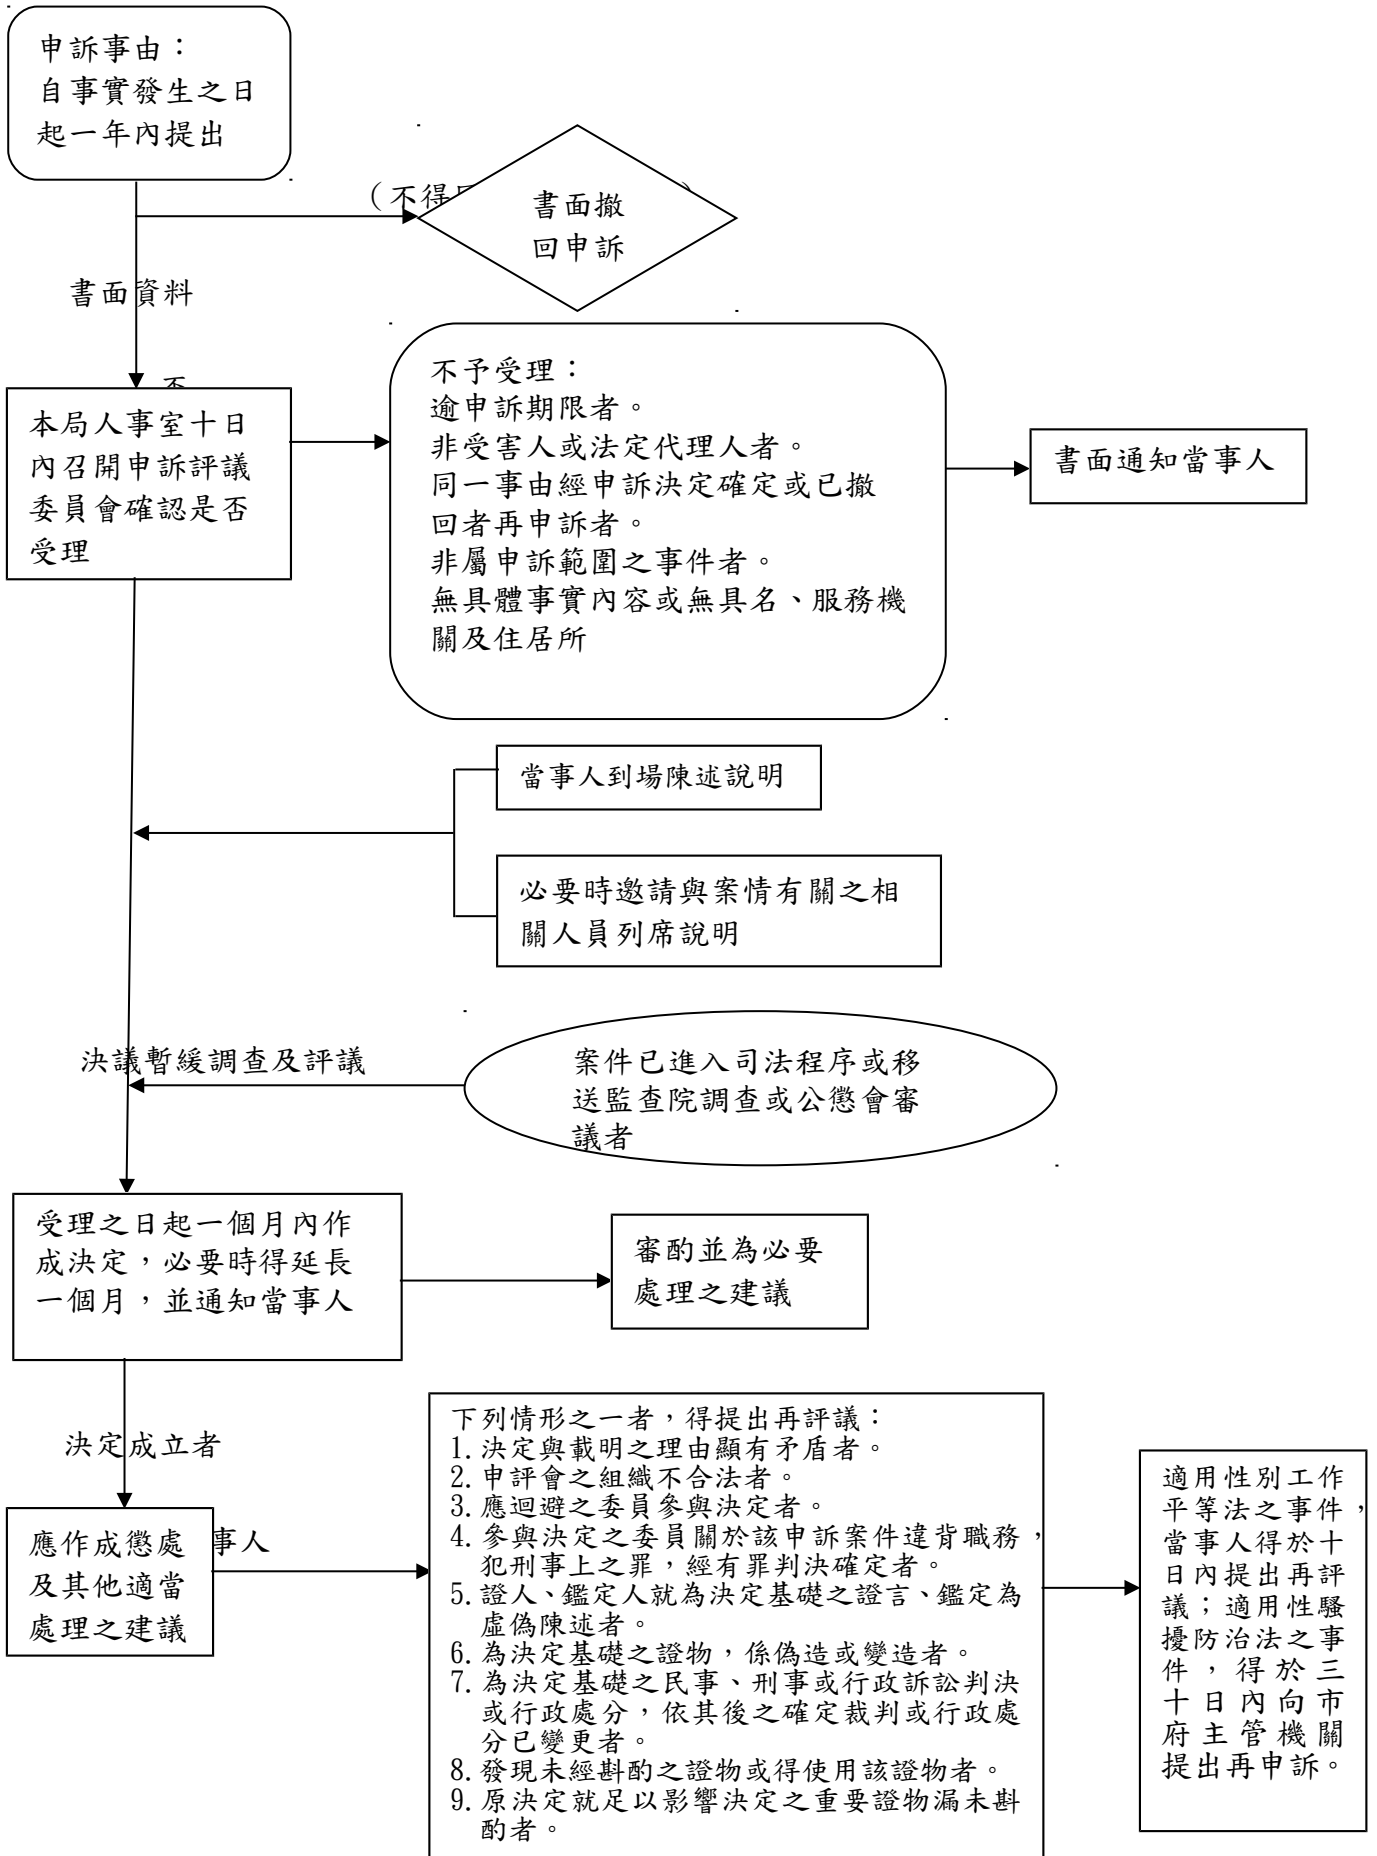 申訴事由：
自事實發生之日
起一年內提出
（不得
書面撤
回申訴
書面資料
本局人事室十日
內召開申訴評議
委員會確認是否
受理
不予受理：
逾申訴期限者。
非受害人或法定代理人者。
同一事由經申訴決定確定或已撤
回者再申訴者。
非屬申訴範圍之事件者。
無具體事實內容或無具名、服務機
關及住居所
書面通知當事人
當事人到場陳述說明
必要時邀請與案情有關之相
關人員列席說明
決議暫緩調查及評議
案件已進入司法程序或移
送監查院調查或公懲會審
議者
受理之日起一個月內作
成決定，必要時得延長
一個月，並通知當事人
審酌並為必要
處理之建議
決定成立者
應作成懲處
及其他適當
處理之建議
事人
下列情形之一者，得提出再評議：
1.決定與載明之理由顯有矛盾者。
2.申評會之組織不合法者。
3.應迴避之委員參與決定者。
4.參與決定之委員關於該申訴案件違背職務，
犯刑事上之罪，經有罪判決確定者。
5.證人、鑑定人就為決定基礎之證言、鑑定為
虛偽陳述者。
6.為決定基礎之證物，係偽造或變造者。
7.為決定基礎之民事、刑事或行政訴訟判決
或行政處分，依其後之確定裁判或行政處
分已變更者。
8.發現未經斟酌之證物或得使用該證物者。
9.原決定就足以影響決定之重要證物漏未斟
酌者。
適用性別工作
平等法之事件，
當事人得於十
日內提出再評
議；適用性騷
擾防治法之事
件，得於三
十日內向市
府主管機關
提出再申訴。